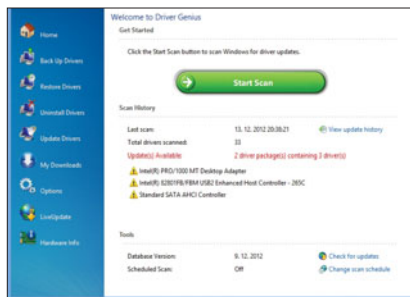 Welcome to Driver Genius
Get Started
Home
Click the Start Scan button to scan Windows for driver updates.
Back Up Drivers
Start Scan
Restore Drivers
Scan History
Uninstall Drivers
Last scan: 13. 12. 2012 20:38:21 View update history
Total drivers scanned: 33
Update Drivers
Update(s) Available: 2 driver package(s) containing 3 driver(s)
My Downloads
Intel(R) PRO/1000 MT Desktop Adapter
Intel(R) 82801FB/FBM USB2 Enhanced Host Controller - 265C
Options
Standard SATA AHCI Controller
LiveUpdate
Tools
Hardware Info
Database Version: 9. 12. 2012 Check for updates
Scheduled Scan: Off Change scan schedule